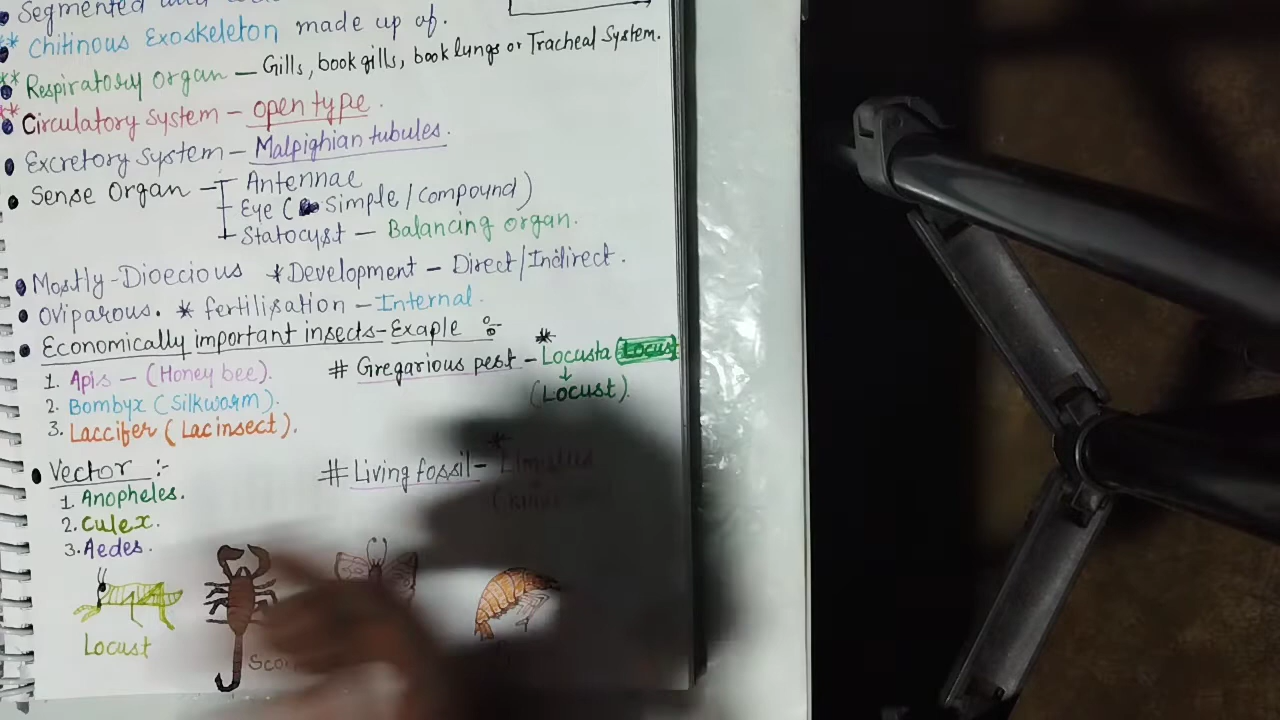 • Segmented
** Chitinous Exoskeleton made up of.
** Respiratory organ — Gills, book gills, book lungs or Tracheal System.
** Circulatory System – open type.
• Excretory System – Malpighian tubules.
• Sense Organ – Antennae
Eye ( Simple / Compound )
Statocyst — Balancing organ.
• Mostly-Dioecious * Development – Direct/Indirect.
• Oviparous. * fertilisation – Internal.
• Economically important insects-Exaple :-
1. Apis – (Honey bee).
2. Bombyx (Silkworm).
3. Laccifer (Lac insect).
# Gregarious pest – * Locusta
↓
(Locust).
• Vector :-
1. Anopheles.
2. Culex.
3. Aedes.
# Living fossil – * Limulus
Locust